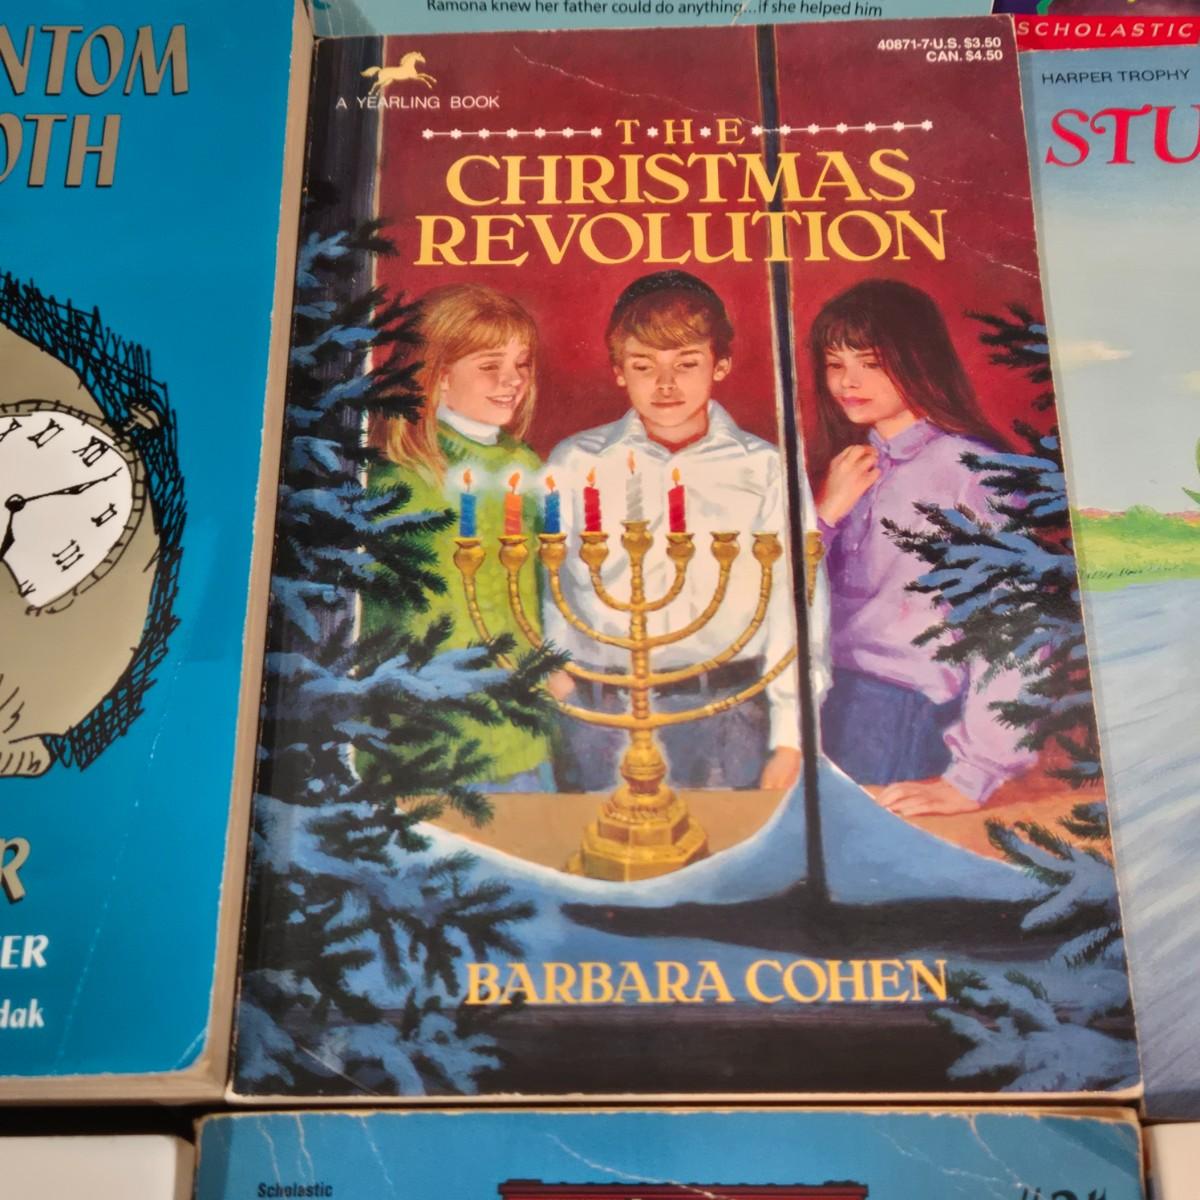 Ramona knew her father could do anything...if she helped him
SCHOLASTIC
NTOM
OTH
R
ER
dak
A YEARLING BOOK
40871-7·U.S. $3.50
CAN. $4.50
T·H·E
CHRISTMAS
REVOLUTION
BARBARA COHEN
HARPER TROPHY
STU
Scholastic